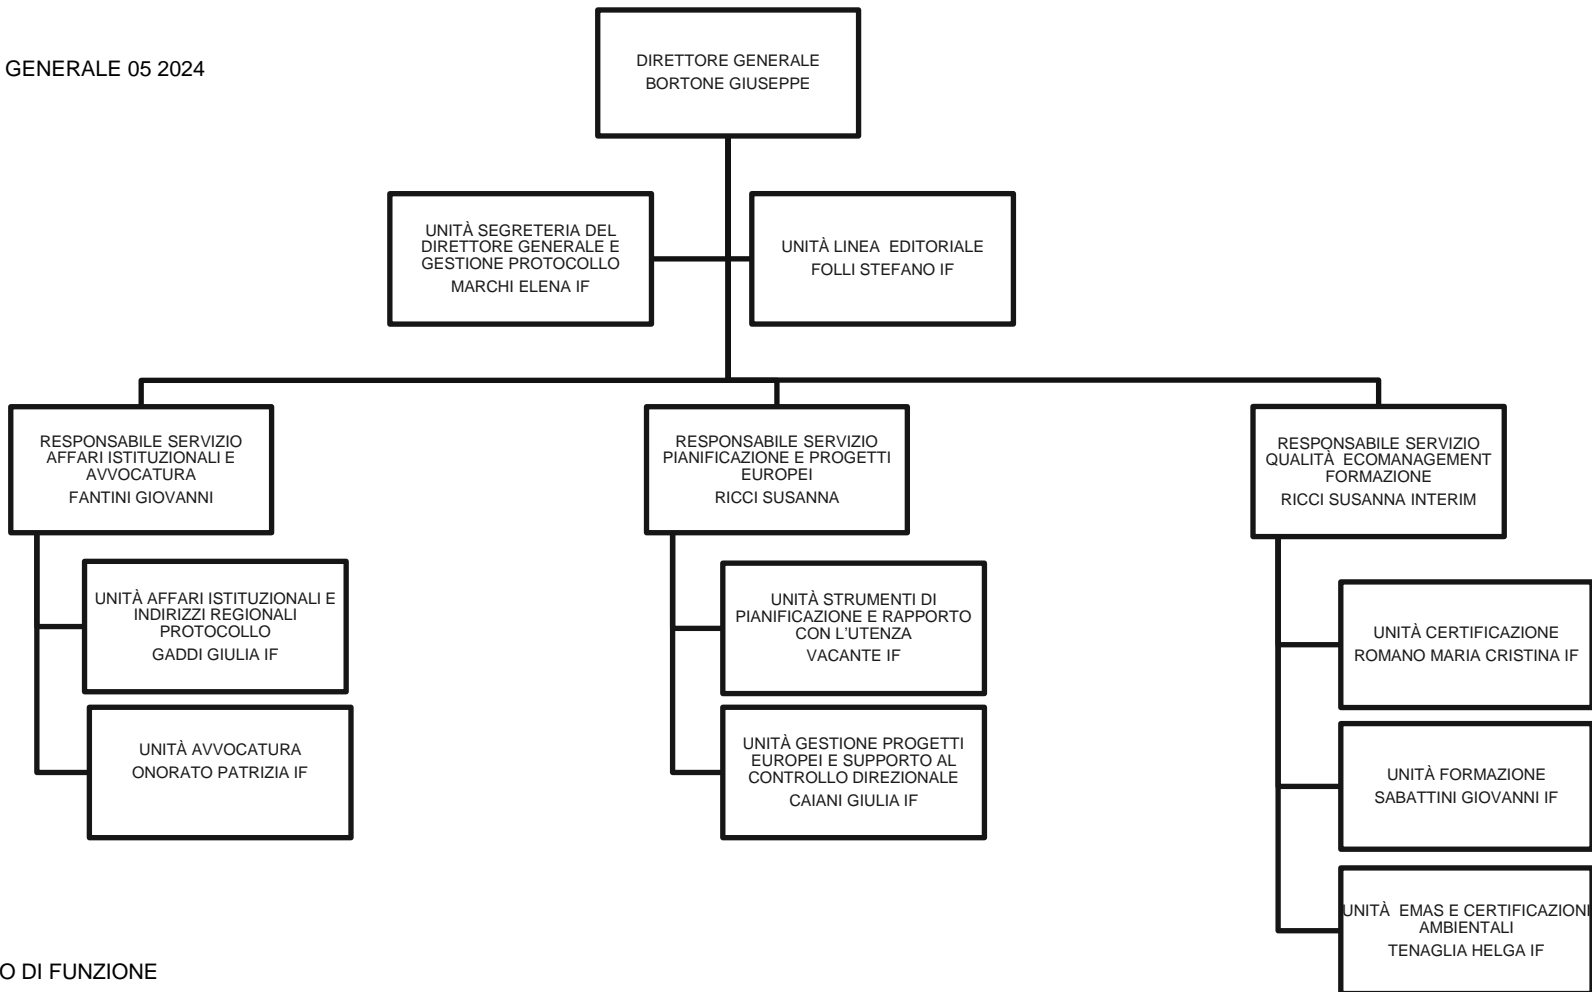 GENERALE 05 2024
DIRETTORE GENERALE
BORTONE GIUSEPPE
UNITÀ SEGRETERIA DEL
DIRETTORE GENERALE E
GESTIONE PROTOCOLLO
MARCHI ELENA IF
UNITÀ LINEA EDITORIALE
FOLLI STEFANO IF
RESPONSABILE SERVIZIO
AFFARI ISTITUZIONALI E
AVVOCATURA
FANTINI GIOVANNI
RESPONSABILE SERVIZIO
PIANIFICAZIONE E PROGETTI
EUROPEI
RICCI SUSANNA
RESPONSABILE SERVIZIO
QUALITÀ ECOMANAGEMENT
FORMAZIONE
RICCI SUSANNA INTERIM
UNITÀ AFFARI ISTITUZIONALI E
INDIRIZZI REGIONALI
PROTOCOLLO
GADDI GIULIA IF
UNITÀ AVVOCATURA
ONORATO PATRIZIA IF
UNITÀ STRUMENTI DI
PIANIFICAZIONE E RAPPORTO
CON L'UTENZA
VACANTE IF
UNITÀ GESTIONE PROGETTI
EUROPEI E SUPPORTO AL
CONTROLLO DIREZIONALE
CAIANI GIULIA IF
UNITÀ CERTIFICAZIONE
ROMANO MARIA CRISTINA IF
UNITÀ FORMAZIONE
SABATTINI GIOVANNI IF
UNITÀ EMAS E CERTIFICAZIONI
AMBIENTALI
TENAGLIA HELGA IF
O DI FUNZIONE